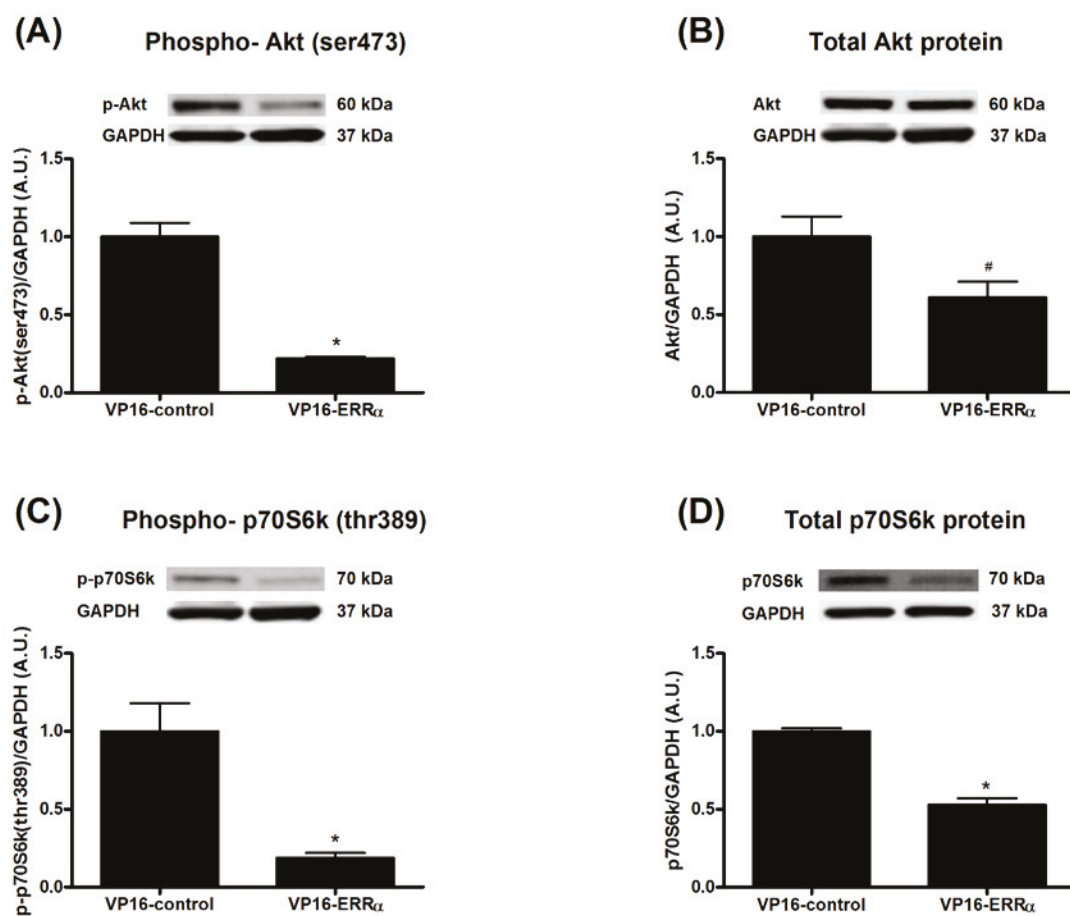 (A) Phospho- Akt (ser473)
p-Akt 60 kDa
GAPDH 37 kDa
p-Akt(ser473)/GAPDH (A.U.)
1.5
1.0
0.5
0.0
*
VP16-control VP16-ERRα
(B) Total Akt protein
Akt 60 kDa
GAPDH 37 kDa
Akt/GAPDH (A.U.)
1.5
1.0
0.5
0.0
#
VP16-control VP16-ERRα
(C) Phospho- p70S6k (thr389)
p-p70S6k 70 kDa
GAPDH 37 kDa
p-p70S6k(thr389)/GAPDH (A.U.)
1.5
1.0
0.5
0.0
*
VP16-control VP16-ERRα
(D) Total p70S6k protein
p70S6k 70 kDa
GAPDH 37 kDa
p70S6k/GAPDH (A.U.)
1.5
1.0
0.5
0.0
*
VP16-control VP16-ERRα